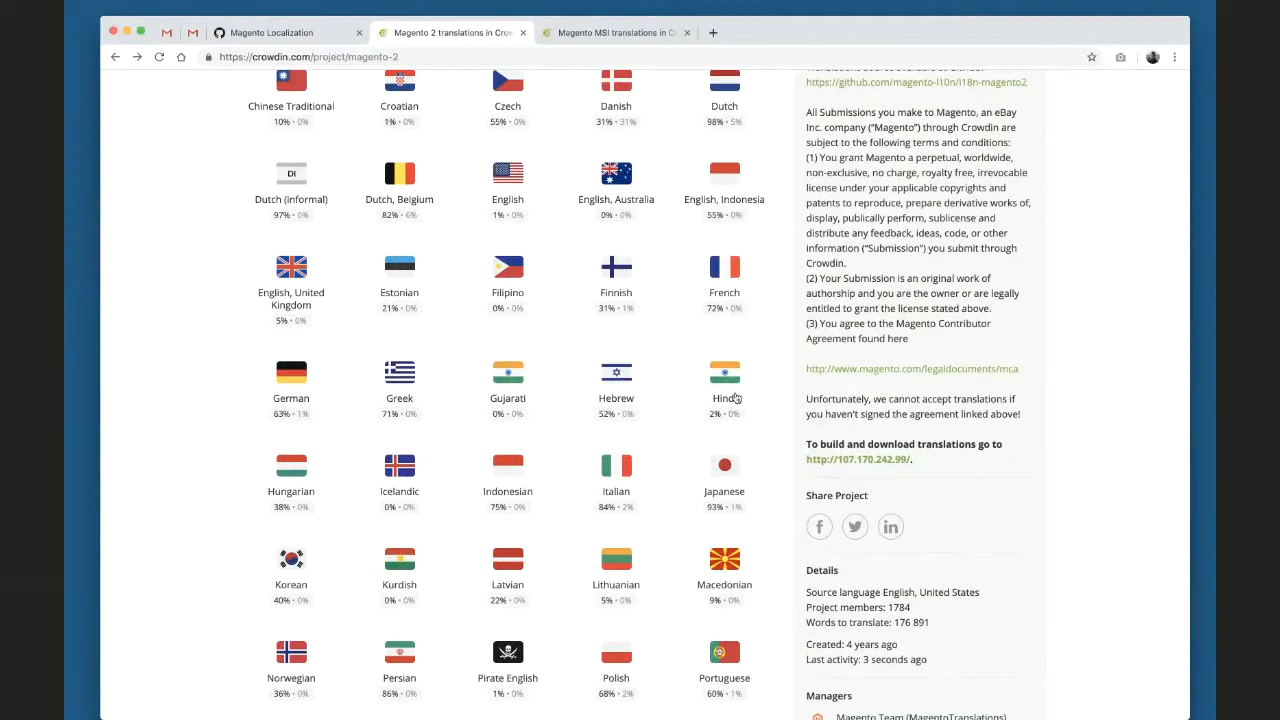 Magento Localization
Magento 2 translations in Crow
Magento MSI translations in C
https://crowdin.com/project/magento-2
Chinese Traditional
10% • 0%
Croatian
1% • 0%
Czech
55% • 0%
Danish
31% • 31%
Dutch
98% • 5%
DI
Dutch (informal)
97% • 0%
Dutch, Belgium
82% • 6%
English
1% • 0%
English, Australia
0% • 0%
English, Indonesia
55% • 0%
English, United
Kingdom
5% • 0%
Estonian
21% • 0%
Filipino
0% • 0%
Finnish
31% • 1%
French
72% • 0%
German
63% • 1%
Greek
71% • 0%
Gujarati
0% • 0%
Hebrew
52% • 0%
Hindi
2% • 0%
Hungarian
38% • 0%
Icelandic
0% • 0%
Indonesian
75% • 0%
Italian
84% • 2%
Japanese
93% • 1%
Korean
40% • 0%
Kurdish
0% • 0%
Latvian
22% • 0%
Lithuanian
5% • 0%
Macedonian
9% • 0%
Norwegian
36% • 0%
Persian
86% • 0%
Pirate English
1% • 0%
Polish
68% • 2%
Portuguese
60% • 1%
https://github.com/magento-l10n/i18n-magento2
All Submissions you make to Magento, an eBay
Inc. company ("Magento") through Crowdin are
subject to the following terms and conditions:
(1) You grant Magento a perpetual, worldwide,
non-exclusive, no charge, royalty free, irrevocable
license under your applicable copyrights and
patents to reproduce, prepare derivative works of,
display, publically perform, sublicense and
distribute any feedback, ideas, code, or other
information ("Submission") you submit through
Crowdin.
(2) Your Submission is an original work of
authorship and you are the owner or are legally
entitled to grant the license stated above.
(3) You agree to the Magento Contributor
Agreement found here
http://www.magento.com/legaldocuments/mca
Unfortunately, we cannot accept translations if
you haven't signed the agreement linked above!
To build and download translations go to
http://107.170.242.99/.
Share Project
Details
Source language English, United States
Project members: 1784
Words to translate: 176 891
Created: 4 years ago
Last activity: 3 seconds ago
Managers
Magento Team (MagentoTranslations)